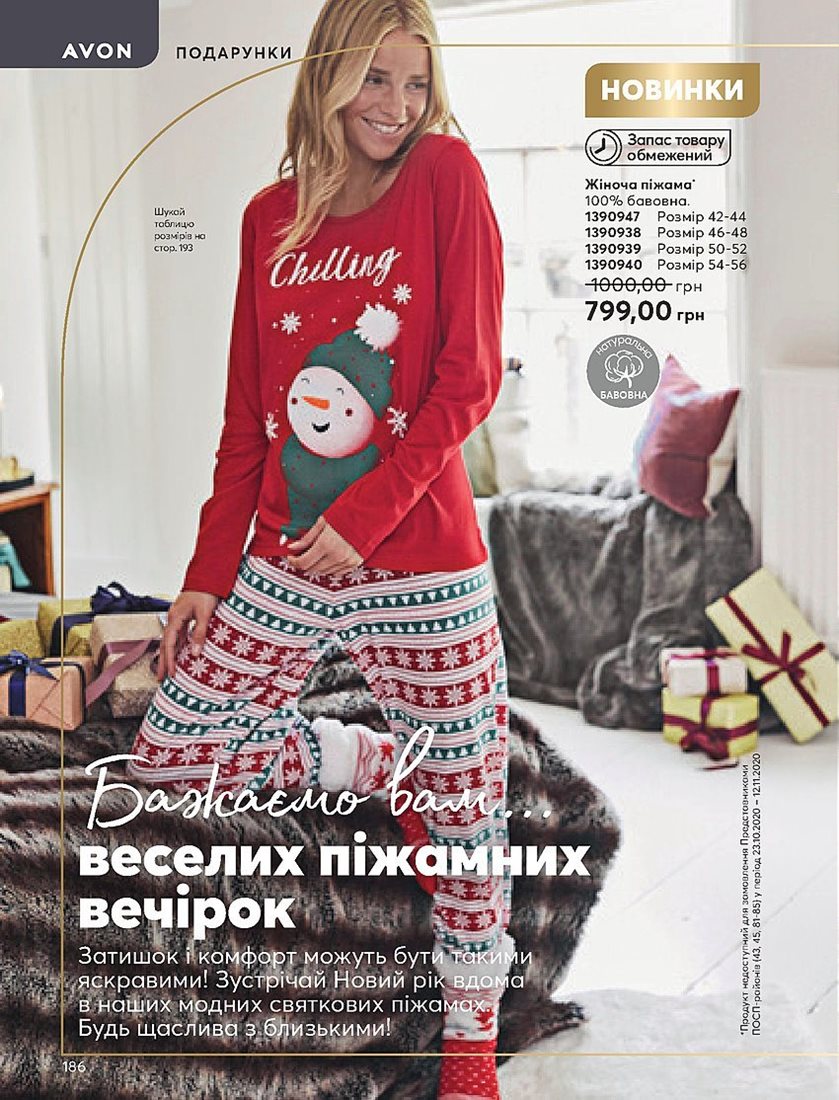 AVON
ПОДАРУНКИ
НОВИНКИ
Запас товару
обмежений
Жіноча піжама*
100% бавовна.
1390947 Розмір 42-44
1390938 Розмір 46-48
1390939 Розмір 50-52
1390940 Розмір 54-56
1000,00 грн
799,00 грн
натуральна
БАВОВНА
Шукай
таблицю
розмірів на
стор. 193
Chilling
Бажаємо вам...
веселих піжамних
вечірок
Затишок і комфорт можуть бути такими
яскравими! Зустрічай Новий рік вдома
в наших модних святкових піжамах.
Будь щаслива з близькими!
*Продукт недоступний для замовлення Представниками
ПОСП-районів (43, 45, 81-85) у період 23.10.2020 – 12.11.2020
186